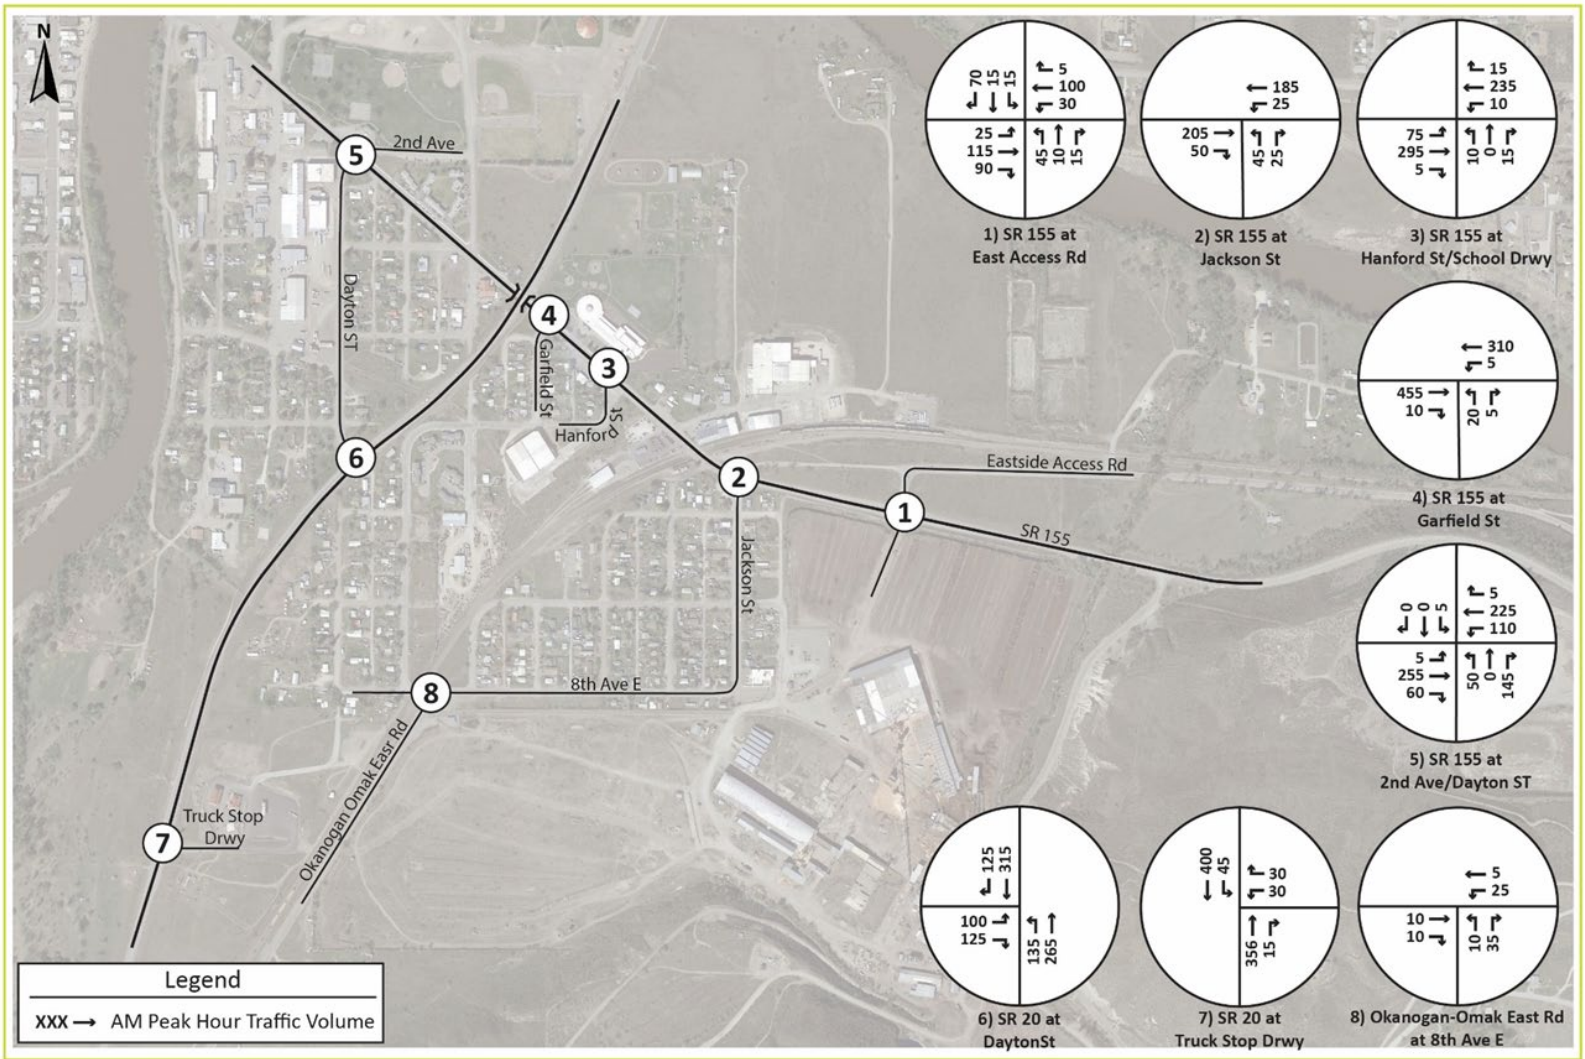 N
70 15 15
5
100
30
25
115
90
45 10 15
1) SR 155 at
East Access Rd
185
25
205
50
45 25
2) SR 155 at
Jackson St
15
235
10
75
295
5
10 0 15
3) SR 155 at
Hanford St/School Drwy
310
5
455
10
20 5
4) SR 155 at
Garfield St
0 0 5
5
225
110
5
255
60
50 0 145
5) SR 155 at
2nd Ave/Dayton ST
125 315
100
125
135 265
6) SR 20 at
DaytonSt
400 45
30
30
356 15
7) SR 20 at
Truck Stop Drwy
5
25
10
10
10 35
8) Okanogan-Omak East Rd
at 8th Ave E
5
2nd Ave
Dayton ST
4
Garfield St
3
Hanford St
6
2
Eastside Access Rd
1
SR 155
Jackson St
8th Ave E
8
Okanogan Omak Easr Rd
Truck Stop
Drwy
7
Legend
XXX → AM Peak Hour Traffic Volume